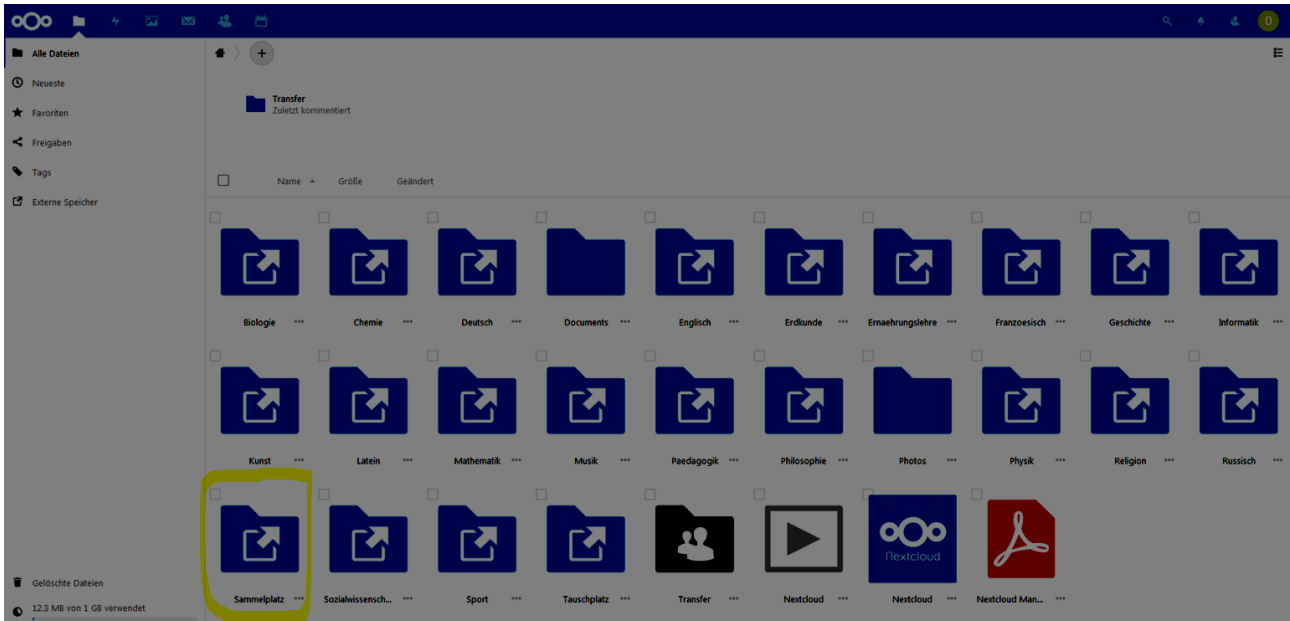 O
Alle Dateien
Neueste
Favoriten
Freigaben
Tags
Externe Speicher
Transfer
Zuletzt kommentiert
Name Größe Geändert
Biologie Chemie Deutsch Documents Englisch Erdkunde Ernaehrungslehre Franzoesisch Geschichte Informatik
Kunst Latein Mathematik Musik Paedagogik Philosophie Photos Physik Religion Russisch
Nextcloud
Sammelplatz Sozialwissensch... Sport Tauschplatz Transfer Nextcloud Nextcloud Nextcloud Man...
Gelöschte Dateien
12.3 MB von 1 GB verwendet